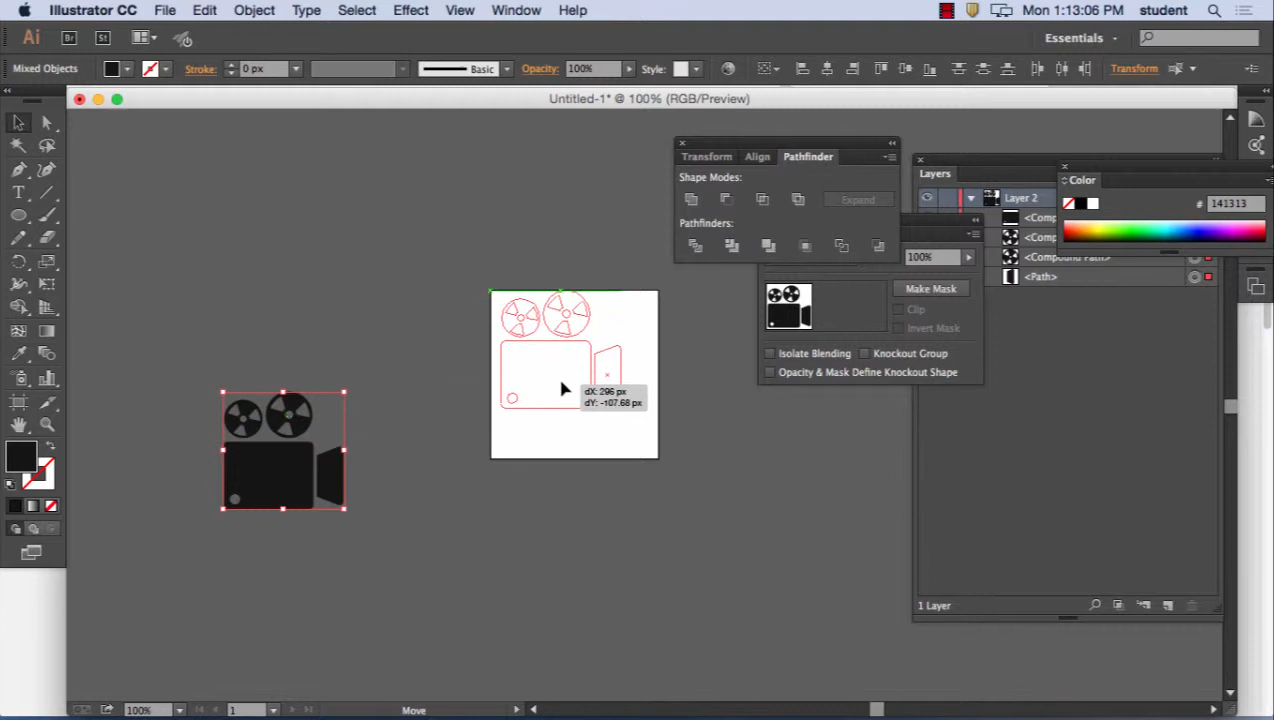 Illustrator CC File Edit Object Type Select Effect View Window Help Mon 1:13:06 PM student
Ai Br St Essentials
Mixed Objects Stroke: 0 px Basic Opacity: 100% Style: Transform
Untitled-1* @ 100% (RGB/Preview)
Transform Align Pathfinder
Shape Modes:
Expand
Pathfinders:
Layers
Layer 2
<Comp
<Comp
<Compound Path>
<Path>
Color
# 141313
100%
Make Mask
Clip
Invert Mask
Isolate Blending Knockout Group
Opacity & Mask Define Knockout Shape
dX: 296 px
dY: -107.68 px
1 Layer
100% 1 Move